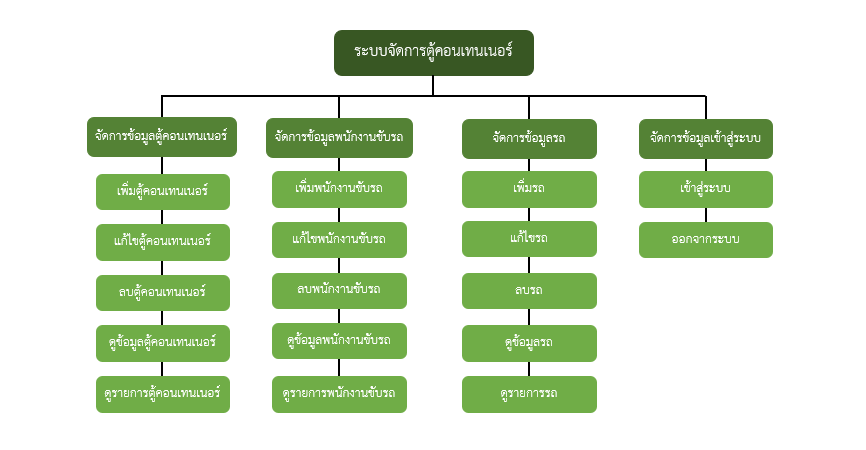 ระบบจัดการตู้คอนเทนเนอร์
จัดการข้อมูลตู้คอนเทนเนอร์
เพิ่มตู้คอนเทนเนอร์
แก้ไขตู้คอนเทนเนอร์
ลบตู้คอนเทนเนอร์
ดูข้อมูลตู้คอนเทนเนอร์
ดูรายการตู้คอนเทนเนอร์
จัดการข้อมูลพนักงานขับรถ
เพิ่มพนักงานขับรถ
แก้ไขพนักงานขับรถ
ลบพนักงานขับรถ
ดูข้อมูลพนักงานขับรถ
ดูรายการพนักงานขับรถ
จัดการข้อมูลรถ
เพิ่มรถ
แก้ไขรถ
ลบรถ
ดูข้อมูลรถ
ดูรายการรถ
จัดการข้อมูลเข้าสู่ระบบ
เข้าสู่ระบบ
ออกจากระบบ